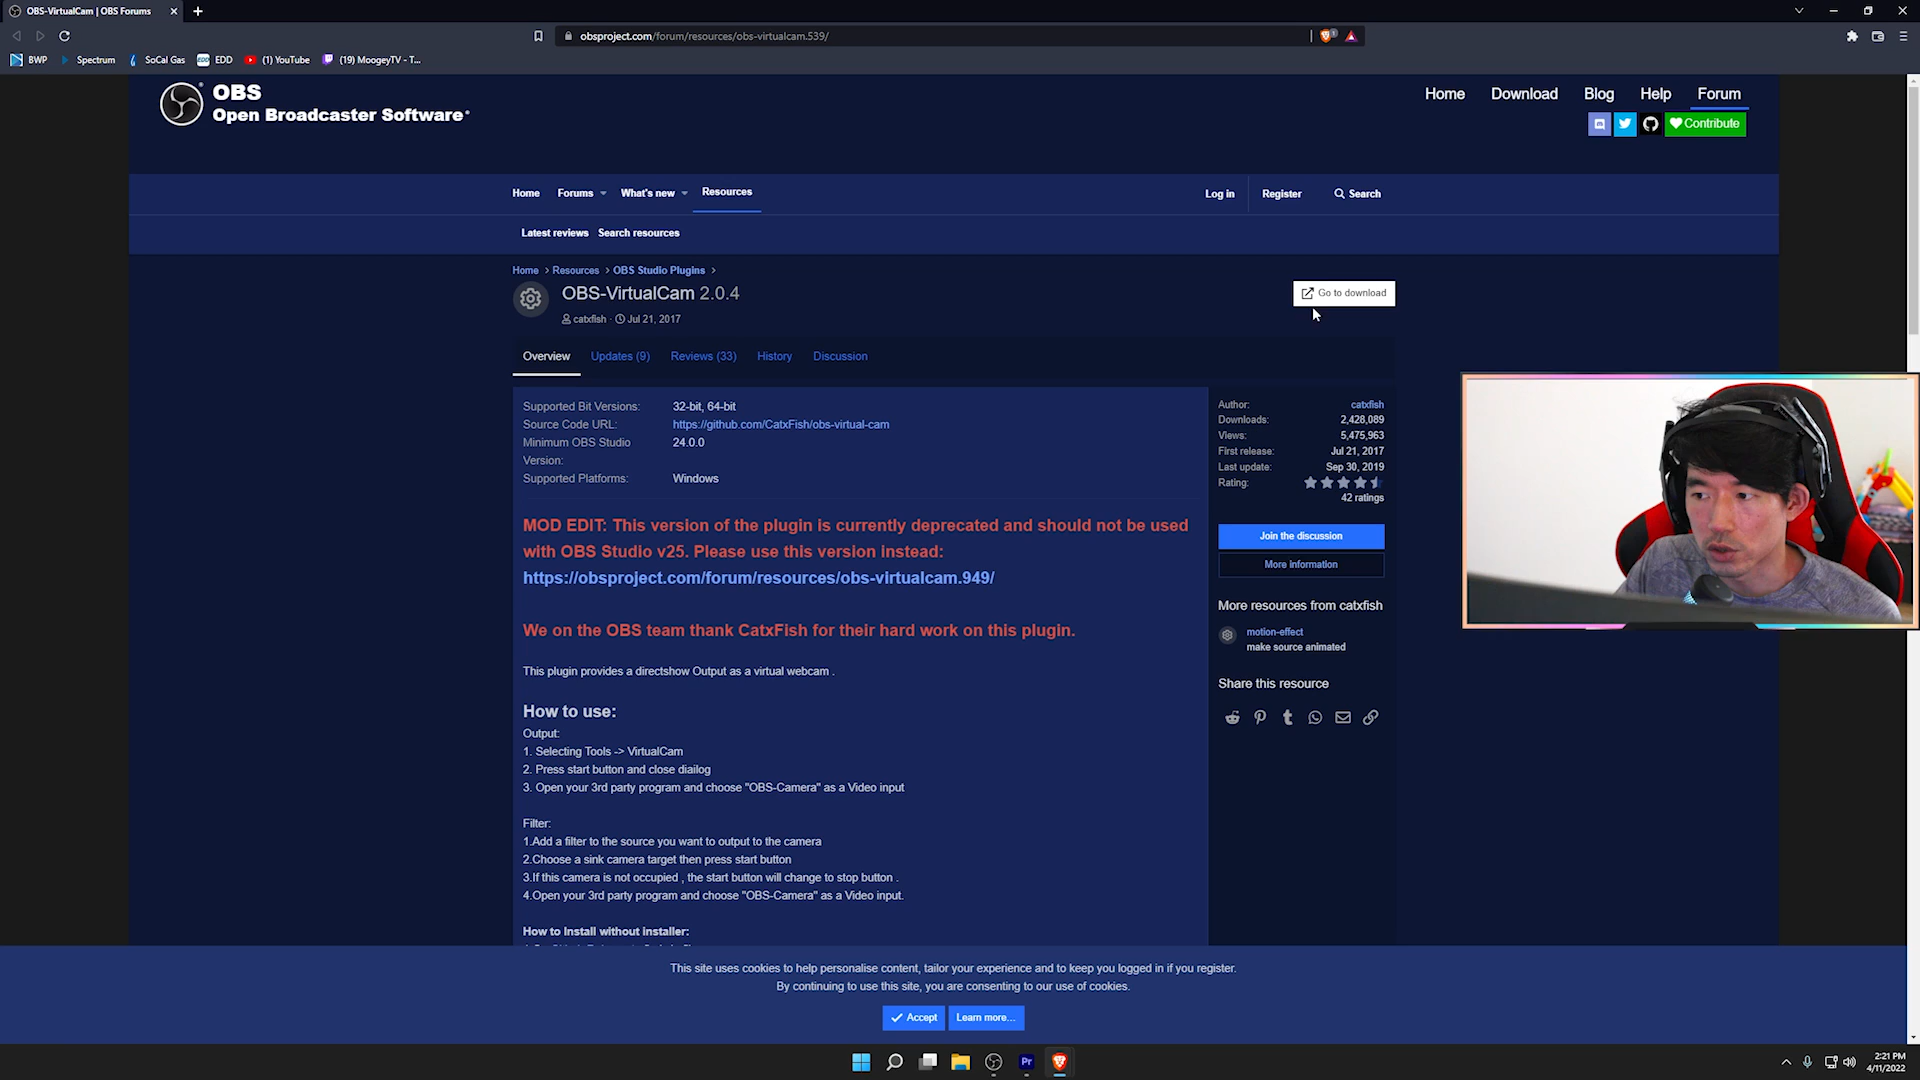 OBS-VirtualCam | OBS Forums
obsproject.com/forum/resources/obs-virtualcam.539/
BWP
Spectrum
SoCal Gas
EDD
(1) YouTube
(19) MoogeyTV - T...
OBS
Open Broadcaster Software
Home
Download
Blog
Help
Forum
Contribute
Home
Forums
What's new
Resources
Log in
Register
Search
Latest reviews
Search resources
Home > Resources > OBS Studio Plugins >
OBS-VirtualCam 2.0.4
Go to download
catxfish · Jul 21, 2017
Overview
Updates (9)
Reviews (33)
History
Discussion
Supported Bit Versions: 32-bit, 64-bit
Source Code URL: https://github.com/CatxFish/obs-virtual-cam
Minimum OBS Studio 24.0.0
Version:
Supported Platforms: Windows
MOD EDIT: This version of the plugin is currently deprecated and should not be used
with OBS Studio v25. Please use this version instead:
https://obsproject.com/forum/resources/obs-virtualcam.949/
We on the OBS team thank CatxFish for their hard work on this plugin.
This plugin provides a directshow Output as a virtual webcam .
How to use:
Output:
1. Selecting Tools -> VirtualCam
2. Press start button and close diailog
3. Open your 3rd party program and choose "OBS-Camera" as a Video input
Filter:
1.Add a filter to the source you want to output to the camera
2.Choose a sink camera target then press start button
3.If this camera is not occupied , the start button will change to stop button .
4.Open your 3rd party program and choose "OBS-Camera" as a Video input.
How to Install without installer:
Author: catxfish
Downloads: 2,428,089
Views: 5,475,963
First release: Jul 21, 2017
Last update: Sep 30, 2019
Rating:
42 ratings
Join the discussion
More information
More resources from catxfish
motion-effect
make source animated
Share this resource
This site uses cookies to help personalise content, tailor your experience and to keep you logged in if you register.
By continuing to use this site, you are consenting to our use of cookies.
Accept
Learn more...
Pr
2:21 PM
4/11/2022